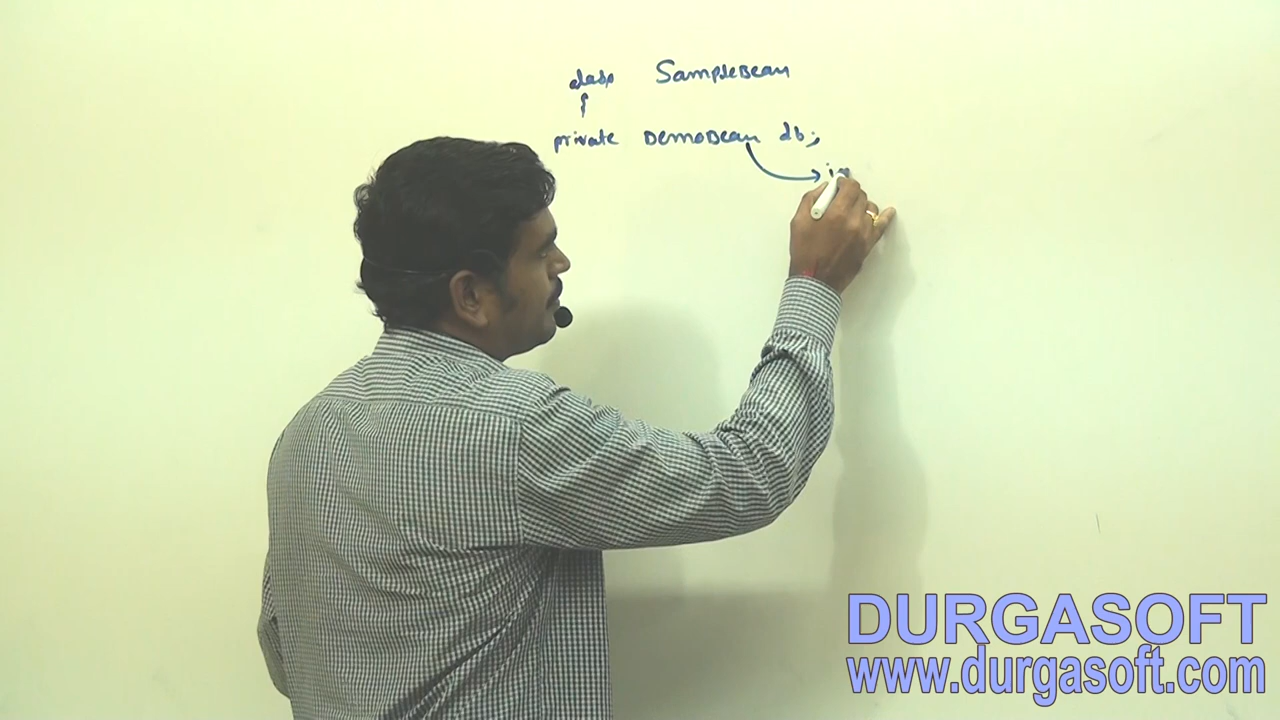 class SampleBean
{
private DemoBean db;
DURGASOFT
www.durgasoft.com